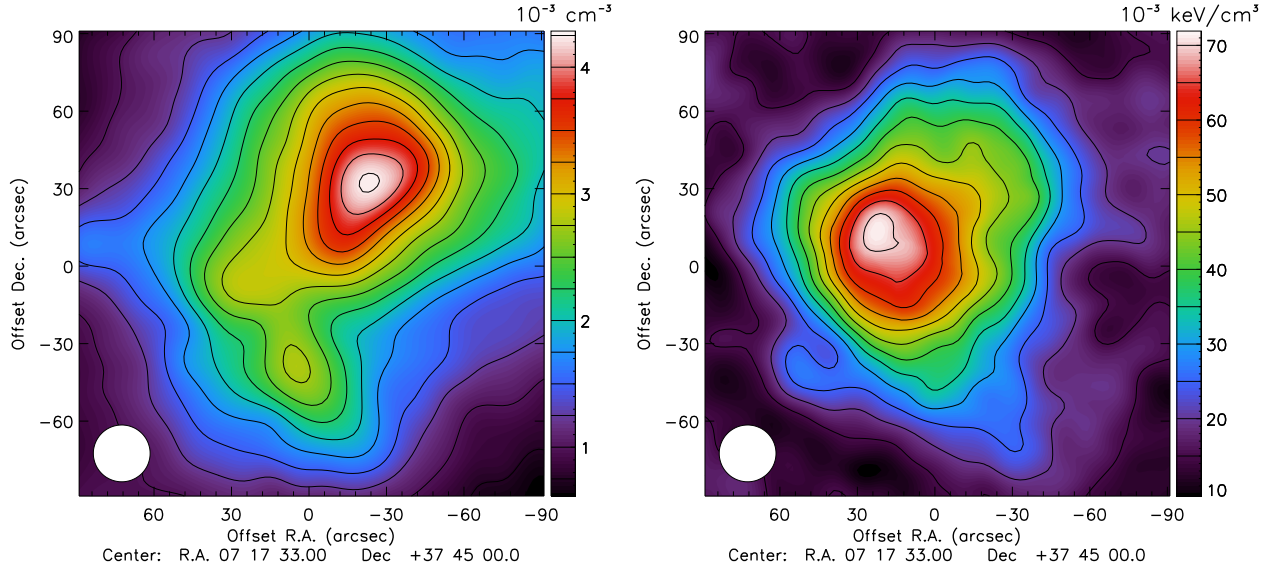 10⁻³ cm⁻³
90
60
30
0
−30
−60
60 30 0 −30 −60 −90
Offset Dec. (arcsec)
Offset R.A. (arcsec)
Center: R.A. 07 17 33.00 Dec +37 45 00.0
4
3
2
1
10⁻³ keV/cm³
90
60
30
0
−30
−60
60 30 0 −30 −60 −90
Offset Dec. (arcsec)
Offset R.A. (arcsec)
Center: R.A. 07 17 33.00 Dec +37 45 00.0
70
60
50
40
30
20
10